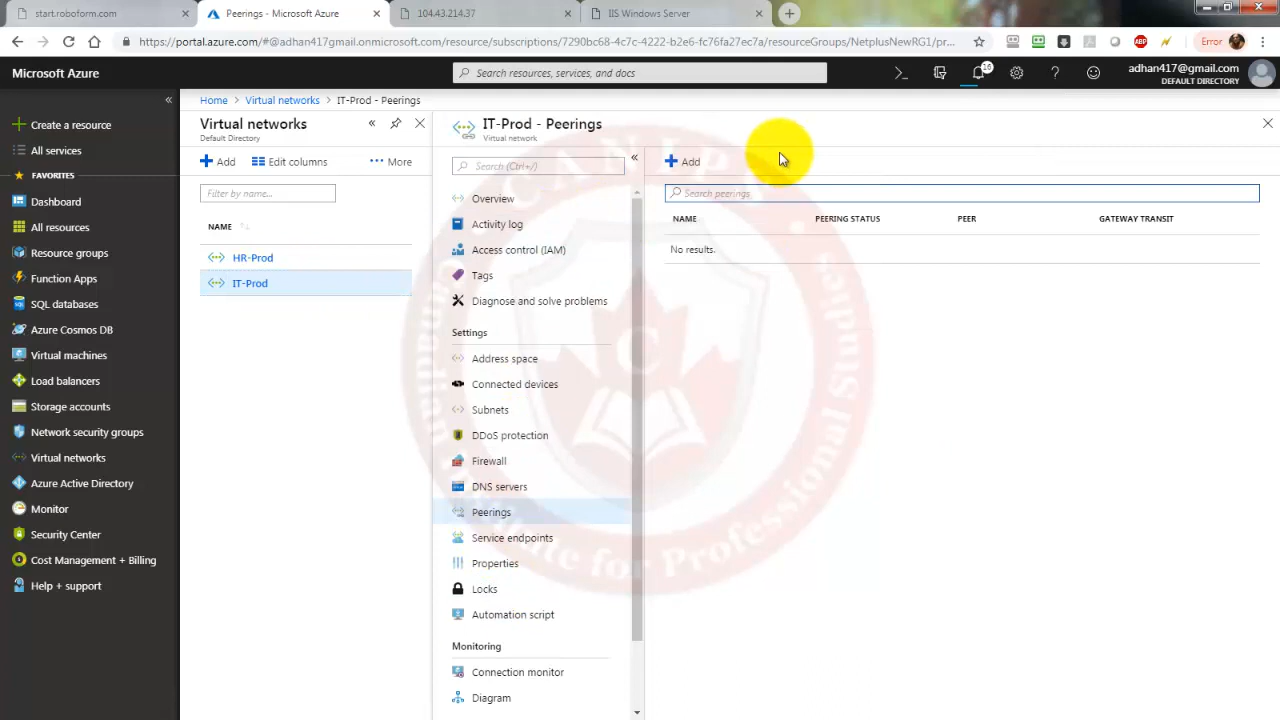 start.roboform.com
Peerings - Microsoft Azure
104.43.214.37
IIS Windows Server
https://portal.azure.com/#@adhan417gmail.onmicrosoft.com/resource/subscriptions/7290bc68-4c7c-4222-b2e6-fc76fa27ec7a/resourceGroups/NetplusNewRG1/pr...
ABP
Error
Microsoft Azure
Search resources, services, and docs
16
adhan417@gmail.com
DEFAULT DIRECTORY
Create a resource
All services
FAVORITES
Dashboard
All resources
Resource groups
Function Apps
SQL databases
Azure Cosmos DB
Virtual machines
Load balancers
Storage accounts
Network security groups
Virtual networks
Azure Active Directory
Monitor
Security Center
Cost Management + Billing
Help + support
Home > Virtual networks > IT-Prod - Peerings
Virtual networks
Default Directory
Add
Edit columns
More
Filter by name...
NAME
HR-Prod
IT-Prod
IT-Prod - Peerings
Virtual network
Search (Ctrl+/)
Overview
Activity log
Access control (IAM)
Tags
Diagnose and solve problems
Settings
Address space
Connected devices
Subnets
DDoS protection
Firewall
DNS servers
Peerings
Service endpoints
Properties
Locks
Automation script
Monitoring
Connection monitor
Diagram
Add
Search peerings
NAME PEERING STATUS PEER GATEWAY TRANSIT
No results.